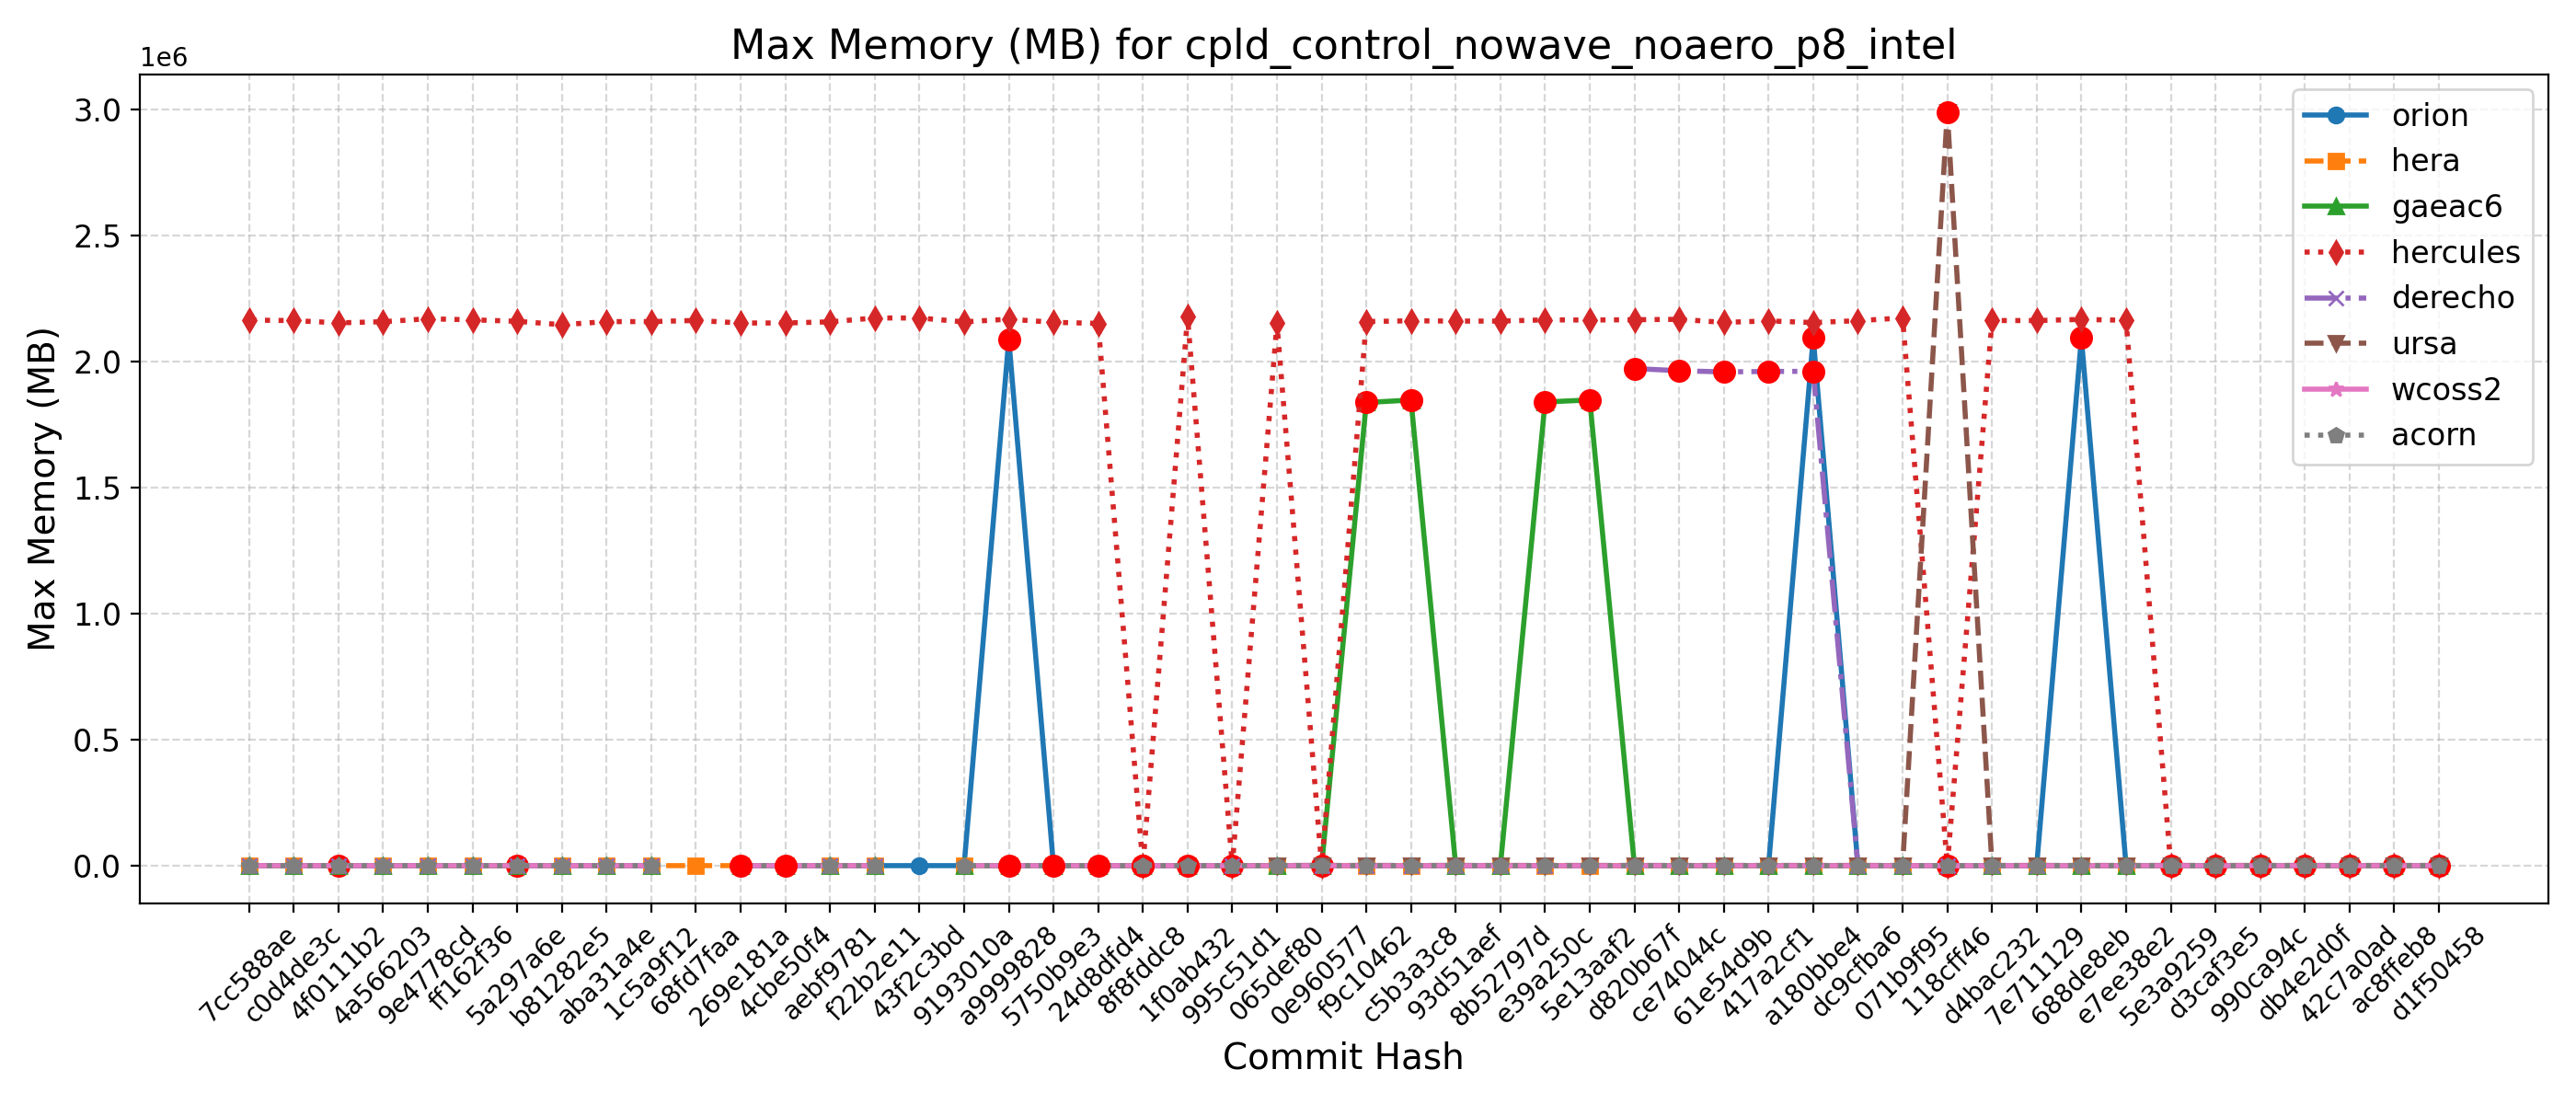 Max Memory (MB) for cpld_control_nowave_noaero_p8_intel
1e6
3.0
2.5
2.0
1.5
1.0
0.5
0.0
Max Memory (MB)
orion
hera
gaeac6
hercules
derecho
ursa
wcoss2
acorn
7cc588ae
c0d4de3c
4f0111b2
4a566203
9e4778cd
ff162f36
5a297a6e
b81282e5
aba31a4e
1c5a9f12
68fd7faa
269e181a
4cbe50f4
aebf9781
f22b2e11
43f2c3bd
9193010a
a9999828
5750b9e3
24d8dfd4
8f8fddc8
1f0ab432
995c51d1
065def80
0e960577
f9c10462
c5b3a3c8
93d51aef
8b52797d
e39a250c
5e13aaf2
d820b67f
ce74044c
61e54d9b
417a2cf1
a180bbe4
dc9cfba6
071b9f95
118cff46
d4bac232
7e711129
688de8eb
e7ee38e2
5e3a9259
d3caf3e5
990ca94c
db4e2d0f
42c7a0ad
ac8ffeb8
d1f50458
Commit Hash